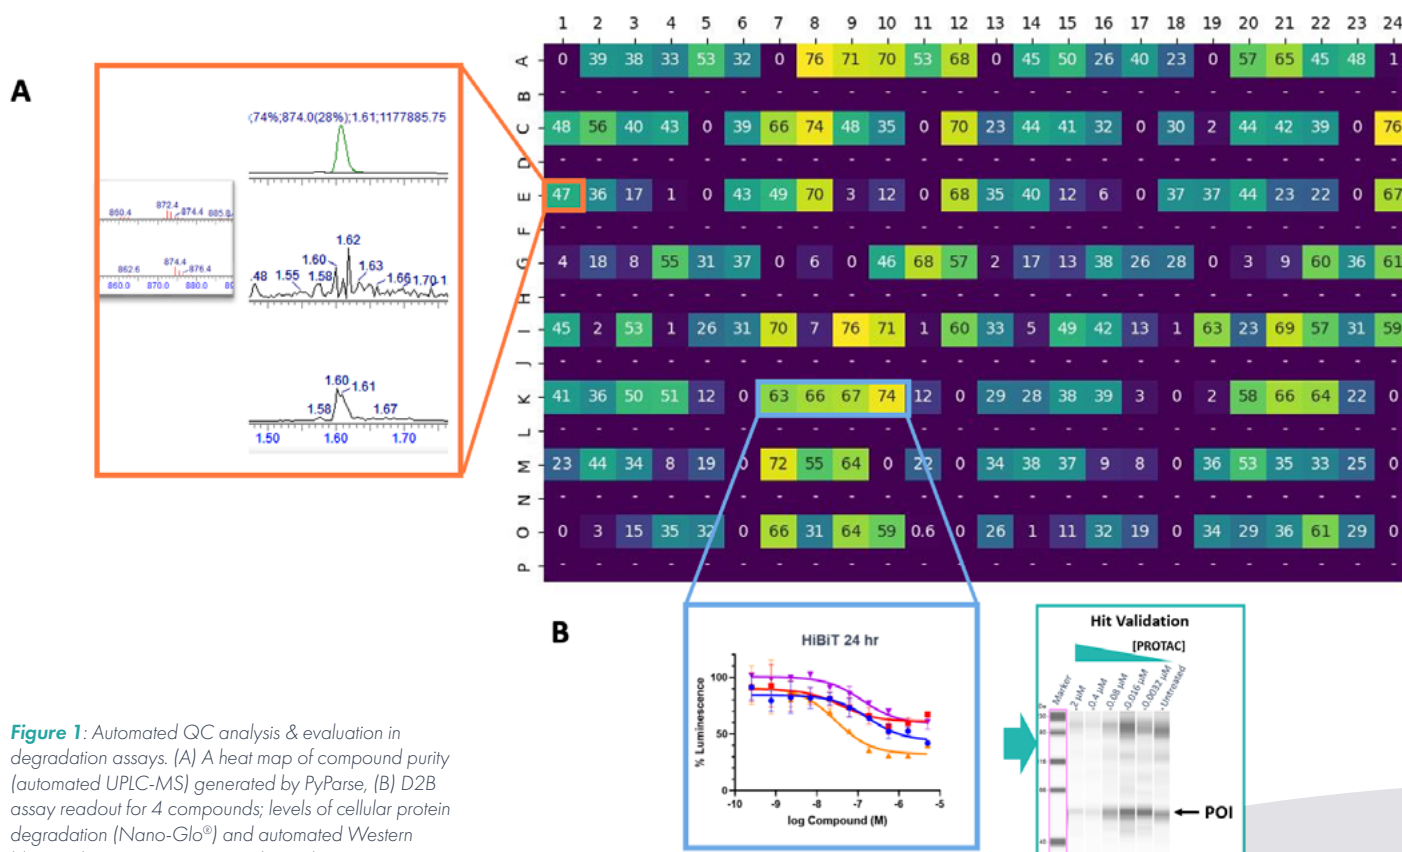 1 2 3 4 5 6 7 8 9 10 11 12 13 14 15 16 17 18 19 20 21 22 23 24
A
A 0 39 38 33 53 32 0 76 71 70 53 68 0 45 50 26 40 23 0 57 65 45 48 1
B - - - - - - - - - - - - - - - - - - - - - - - -
C 48 56 40 43 0 39 66 74 48 35 0 70 23 44 41 32 0 30 2 44 42 39 0 76
D - - - - - - - - - - - - - - - - - - - - - - - -
E 47 36 17 1 0 43 49 70 3 12 0 68 35 40 12 6 0 37 37 44 23 22 0 67
F - - - - - - - - - - - - - - - - - - - - - - - -
G 4 18 8 55 31 37 0 6 0 46 68 57 2 17 13 38 26 28 0 3 9 60 36 61
H - - - - - - - - - - - - - - - - - - - - - - - -
I 45 2 53 1 26 31 70 7 76 71 1 60 33 5 49 42 13 1 63 23 69 57 31 59
J - - - - - - - - - - - - - - - - - - - - - - - -
K 41 36 50 51 12 0 63 66 67 74 12 0 29 28 38 39 3 0 2 58 66 64 22 0
L - - - - - - - - - - - - - - - - - - - - - - - -
M 23 44 34 8 19 0 72 55 64 0 22 0 34 38 37 9 8 0 36 53 35 33 25 0
N - - - - - - - - - - - - - - - - - - - - - - - -
O 0 3 15 35 32 0 66 31 64 59 0.6 0 26 1 11 32 19 0 34 29 36 61 29 0
P - - - - - - - - - - - - - - - - - - - - - - - -
74%;874.0(28%);1.61;1177885.75
860.4 872.4 874.4 885.8
862.6 874.4 876.4
860.0 870.0 880.0
1.62
1.60 1.63
.48 1.55 1.58 1.66 1.70
1.60 1.61
1.58 1.67
1.50 1.60 1.70
B
HiBiT 24 hr
% Luminescence
100
50
0
-10 -9 -8 -7 -6 -5
log Compound (M)
Hit Validation
[PROTAC]
Marker
2 µM
0.4 µM
0.08 µM
0.016 µM
0.0032 µM
Untreated
POI
Figure 1: Automated QC analysis & evaluation in
degradation assays. (A) A heat map of compound purity
(automated UPLC-MS) generated by PyParse, (B) D2B
assay readout for 4 compounds; levels of cellular protein
degradation (Nano-Glo®) and automated Western